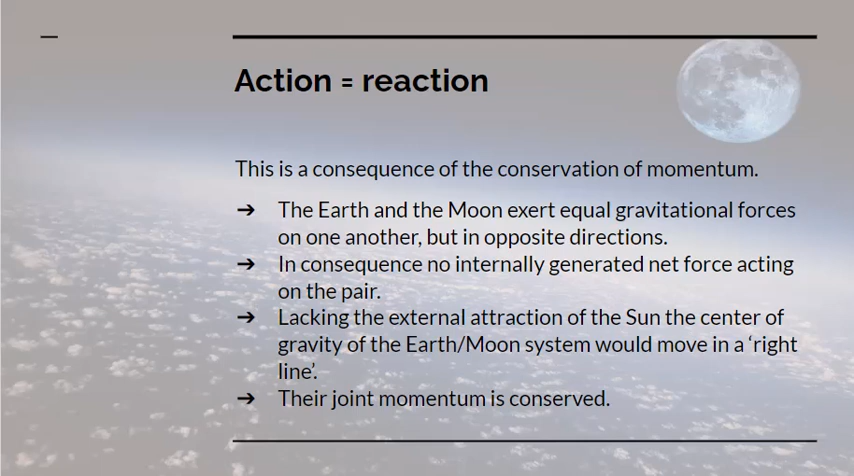 Action = reaction
This is a consequence of the conservation of momentum.
➔ The Earth and the Moon exert equal gravitational forces
on one another, but in opposite directions.
➔ In consequence no internally generated net force acting
on the pair.
➔ Lacking the external attraction of the Sun the center of
gravity of the Earth/Moon system would move in a ‘right
line’.
➔ Their joint momentum is conserved.